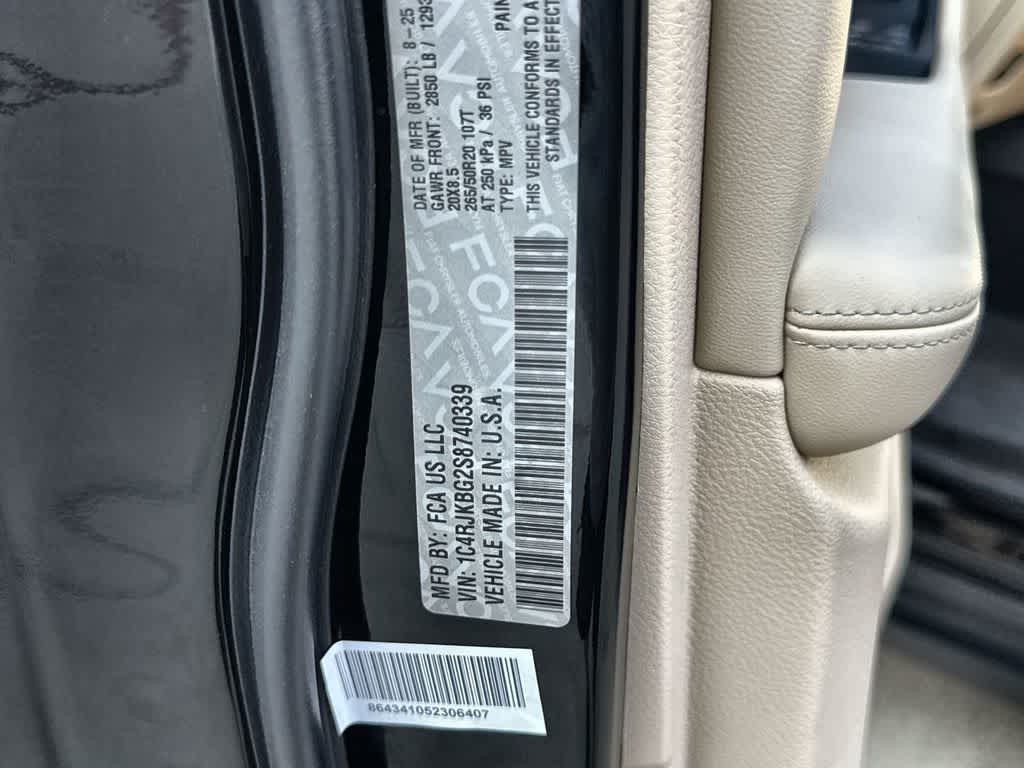 MFD BY: FCA US LLC
DATE OF MFR (BUILT): 8-25
VIN: 1C4RJKBG2S8740339
GAWR FRONT: 2850 LB / 1293
20X8.5
VEHICLE MADE IN: U.S.A.
265/50R20 107T
AT 250 kPa / 36 PSI
TYPE: MPV
PAIN
THIS VEHICLE CONFORMS TO A
STANDARDS IN EFFECT
864341052306407